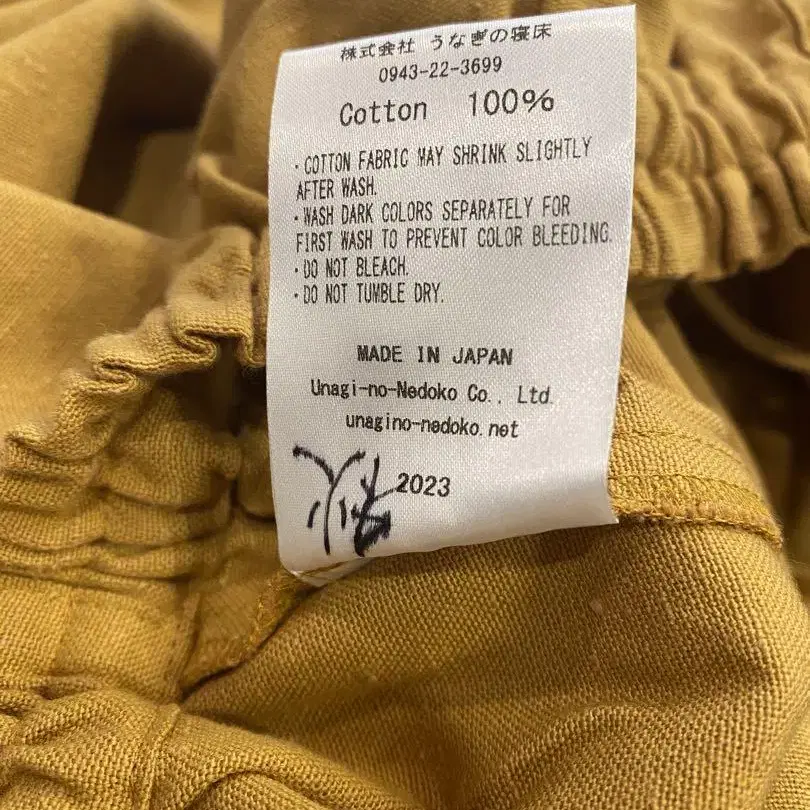 株式会社 うなぎの寝床
0943-22-3699
Cotton 100%
・COTTON FABRIC MAY SHRINK SLIGHTLY
AFTER WASH.
・WASH DARK COLORS SEPARATELY FOR
FIRST WASH TO PREVENT COLOR BLEEDING.
・DO NOT BLEACH.
・DO NOT TUMBLE DRY.
MADE IN JAPAN
Unagi-no-Nedoko Co., Ltd.
unagino-nedoko.net
2023